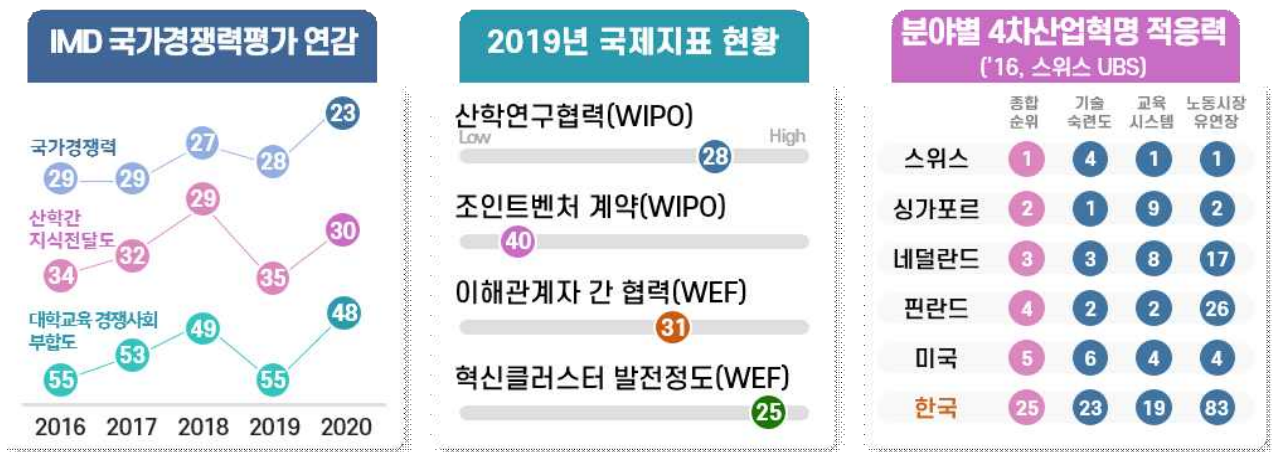 IMD 국가경쟁력평가 연감
국가경쟁력
29 29 27 28 23
산학간
지식전달도
34 32 29 35 30
대학교육 경쟁사회
부합도
55 53 49 55 48
2016 2017 2018 2019 2020
2019년 국제지표 현황
산학연구협력(WIPO)
Low High
28
조인트벤처 계약(WIPO)
40
이해관계자 간 협력(WEF)
31
혁신클러스터 발전정도(WEF)
25
분야별 4차산업혁명 적응력
('16, 스위스 UBS)
종합 기술 교육 노동시장
순위 숙련도 시스템 유연장
스위스 1 4 1 1
싱가포르 2 1 9 2
네덜란드 3 3 8 17
핀란드 4 2 2 26
미국 5 6 4 4
한국 25 23 19 83